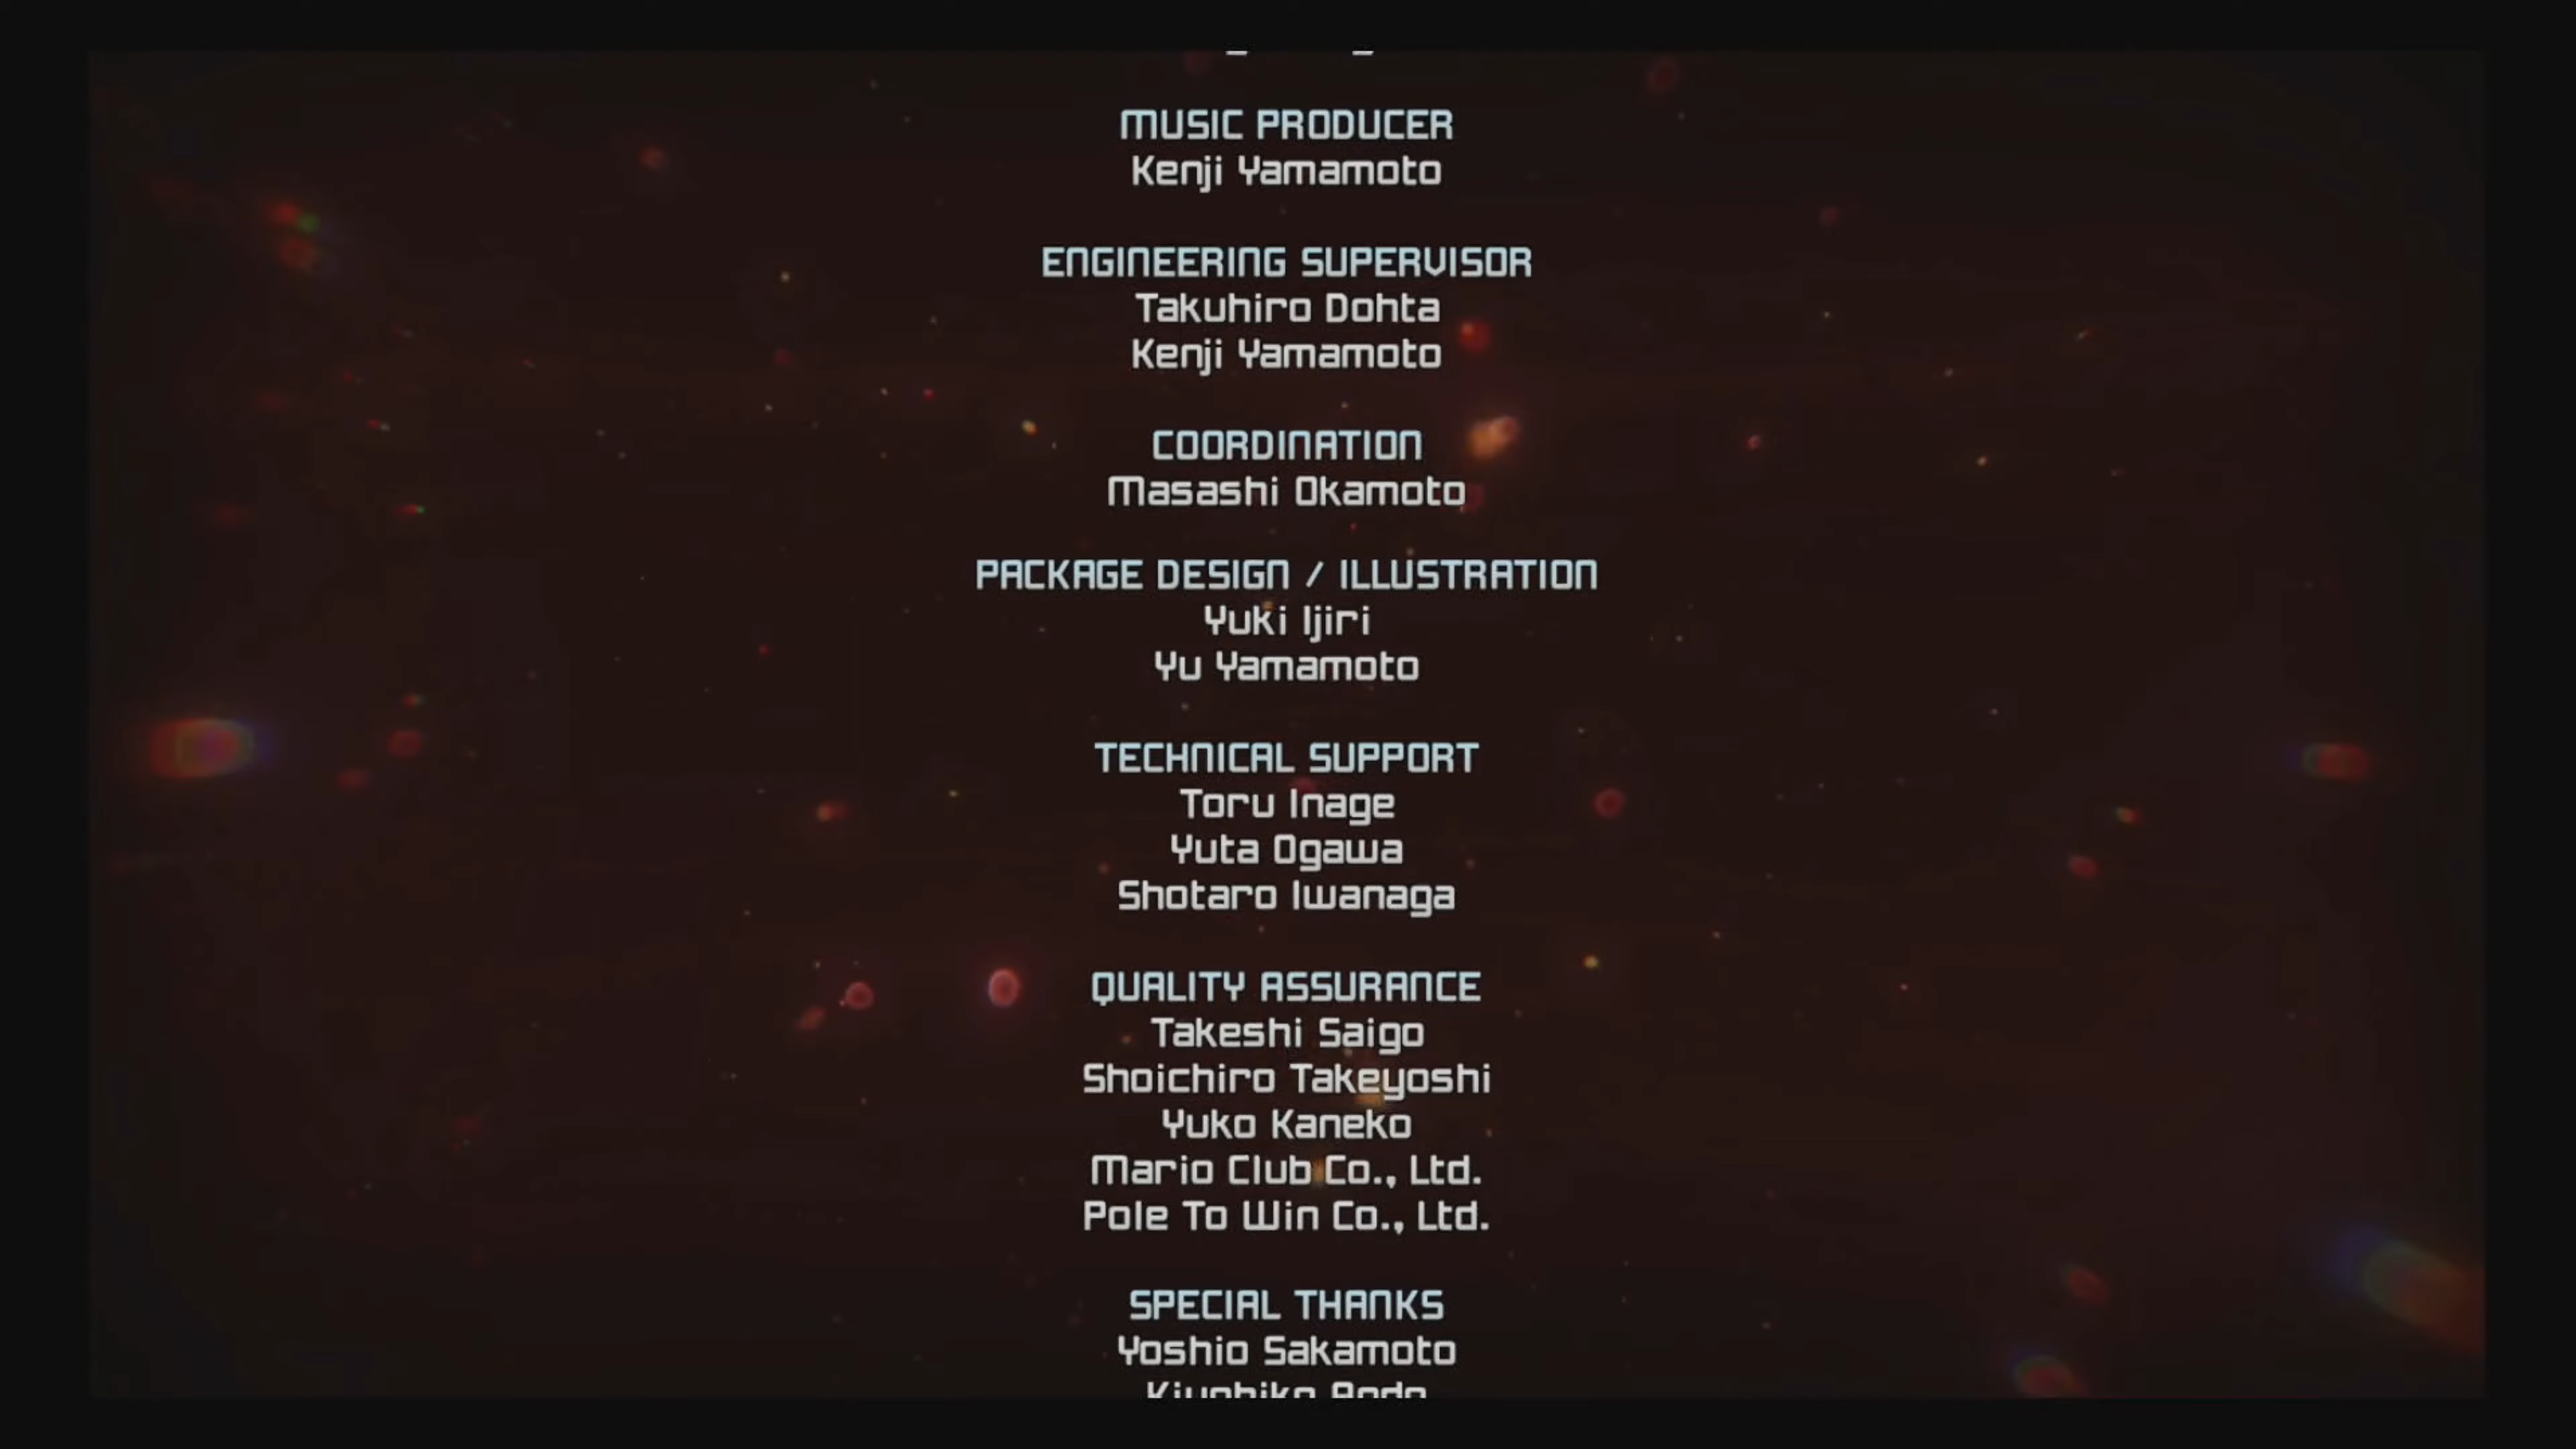 MUSIC PRODUCER
Kenji Yamamoto
ENGINEERING SUPERVISOR
Takuhiro Dohta
Kenji Yamamoto
COORDINATION
Masashi Okamoto
PACKAGE DESIGN / ILLUSTRATION
Yuki Ijiri
Yu Yamamoto
TECHNICAL SUPPORT
Toru Inage
Yuta Ogawa
Shotaro Iwanaga
QUALITY ASSURANCE
Takeshi Saigo
Shoichiro Takeyoshi
Yuko Kaneko
Mario Club Co., Ltd.
Pole To Win Co., Ltd.
SPECIAL THANKS
Yoshio Sakamoto